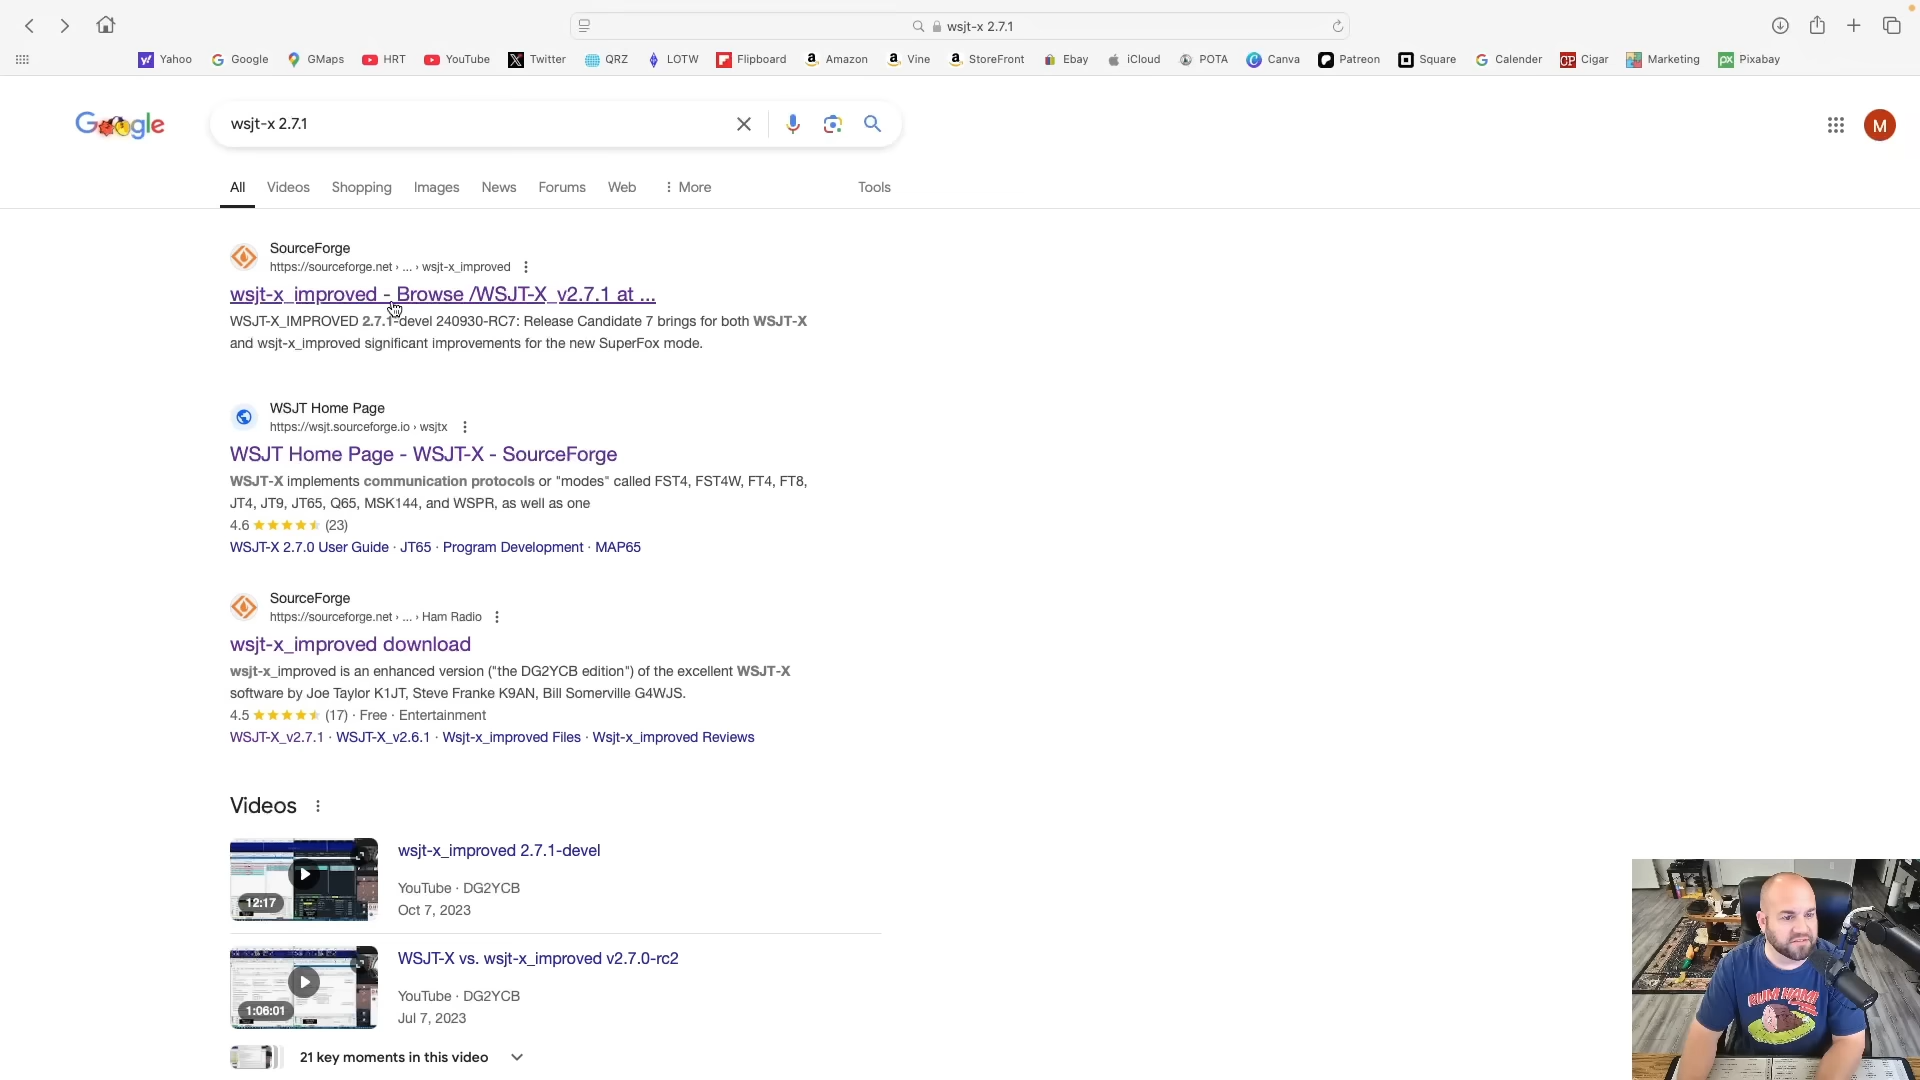 wsjt-x 2.7.1
Yahoo Google GMaps HRT YouTube Twitter QRZ LOTW Flipboard Amazon Vine StoreFront Ebay iCloud POTA Canva Patreon Square Calender Cigar Marketing Pixabay
Google wsjt-x 2.7.1 M
All Videos Shopping Images News Forums Web More Tools
SourceForge
https://sourceforge.net › ... › wsjt-x_improved
wsjt-x_improved - Browse /WSJT-X_v2.7.1 at ...
WSJT-X_IMPROVED 2.7.1-devel 240930-RC7: Release Candidate 7 brings for both WSJT-X
and wsjt-x_improved significant improvements for the new SuperFox mode.
WSJT Home Page
https://wsjt.sourceforge.io › wsjtx
WSJT Home Page - WSJT-X - SourceForge
WSJT-X implements communication protocols or "modes" called FST4, FST4W, FT4, FT8,
JT4, JT9, JT65, Q65, MSK144, and WSPR, as well as one
4.6 ★★★★★ (23)
WSJT-X 2.7.0 User Guide · JT65 · Program Development · MAP65
SourceForge
https://sourceforge.net › ... › Ham Radio
wsjt-x_improved download
wsjt-x_improved is an enhanced version ("the DG2YCB edition") of the excellent WSJT-X
software by Joe Taylor K1JT, Steve Franke K9AN, Bill Somerville G4WJS.
4.5 ★★★★★ (17) · Free · Entertainment
WSJT-X_v2.7.1 · WSJT-X_v2.6.1 · Wsjt-x_improved Files · Wsjt-x_improved Reviews
Videos
wsjt-x_improved 2.7.1-devel
YouTube · DG2YCB
12:17
Oct 7, 2023
WSJT-X vs. wsjt-x_improved v2.7.0-rc2
YouTube · DG2YCB
1:06:01
Jul 7, 2023
21 key moments in this video
RUM HAM!